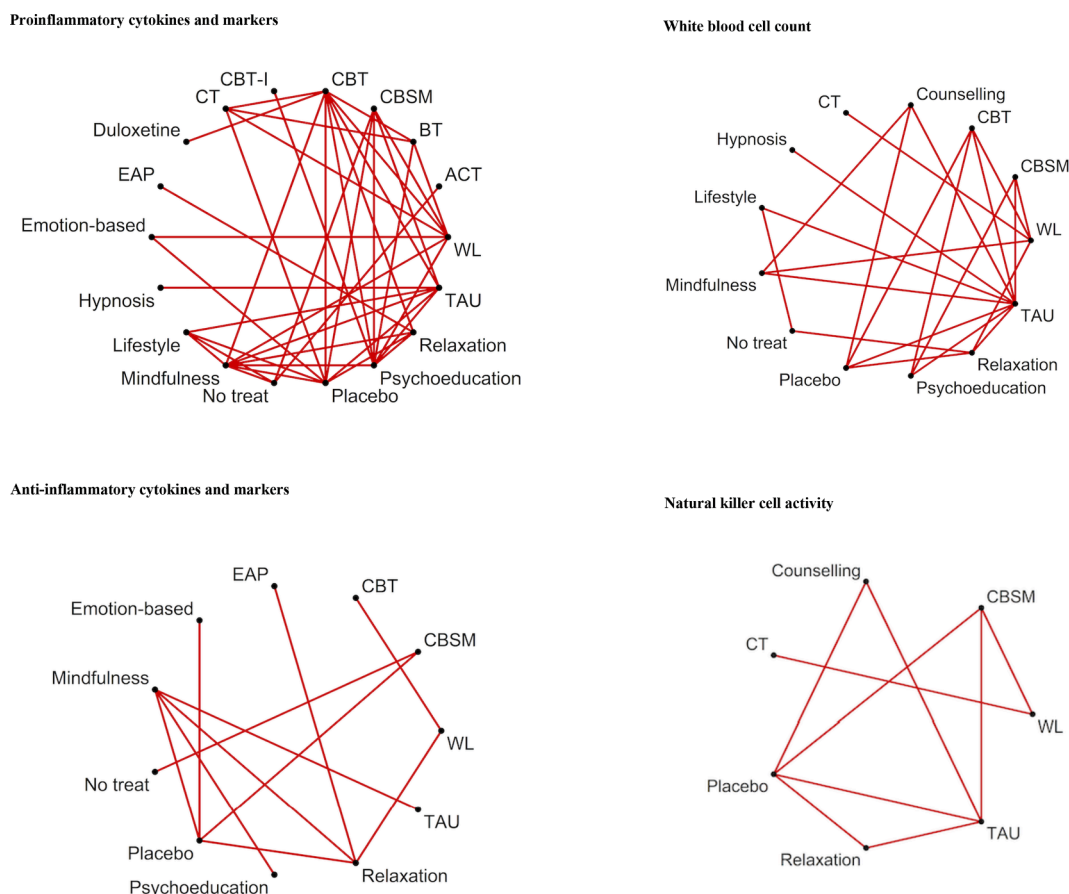 Proinflammatory cytokines and markers
CBT-I
CBT
CT
CBSM
Duloxetine
BT
EAP
ACT
Emotion-based
WL
Hypnosis
TAU
Lifestyle
Relaxation
Mindfulness
Psychoeducation
No treat
Placebo
White blood cell count
Counselling
CT
CBT
Hypnosis
CBSM
Lifestyle
WL
Mindfulness
TAU
No treat
Relaxation
Placebo
Psychoeducation
Anti-inflammatory cytokines and markers
EAP
CBT
Emotion-based
CBSM
Mindfulness
WL
No treat
TAU
Placebo
Relaxation
Psychoeducation
Natural killer cell activity
Counselling
CBSM
CT
WL
Placebo
TAU
Relaxation